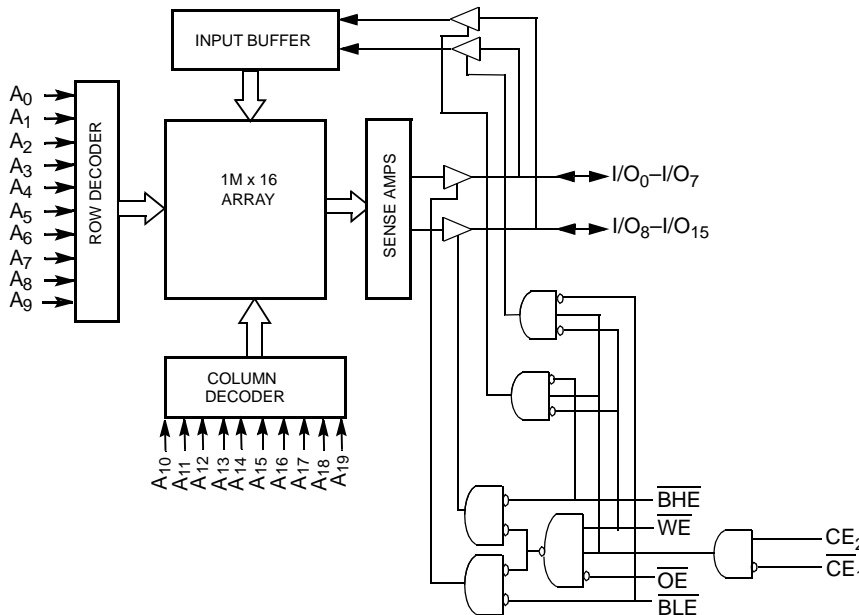 INPUT BUFFER
A0
A1
A2
A3
A4
A5
A6
A7
A8
A9
ROW DECODER
1M x 16
ARRAY
SENSE AMPS
I/O0–I/O7
I/O8–I/O15
COLUMN
DECODER
A10
A11
A12
A13
A14
A15
A16
A17
A18
A19
BHE
WE
CE2
CE1
OE
BLE